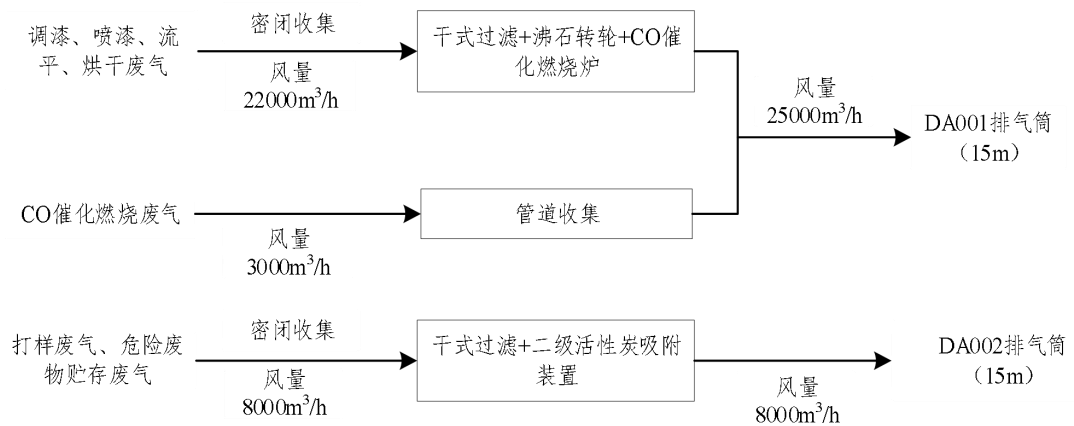 调漆、喷漆、流
平、烘干废气
密闭收集
风量
22000m³/h
干式过滤+沸石转轮+CO催
化燃烧炉
风量
25000m³/h
DA001排气筒
（15m）
CO催化燃烧废气
风量
3000m³/h
管道收集
打样废气、危险废
物贮存废气
密闭收集
风量
8000m³/h
干式过滤+二级活性炭吸附
装置
风量
8000m³/h
DA002排气筒
（15m）